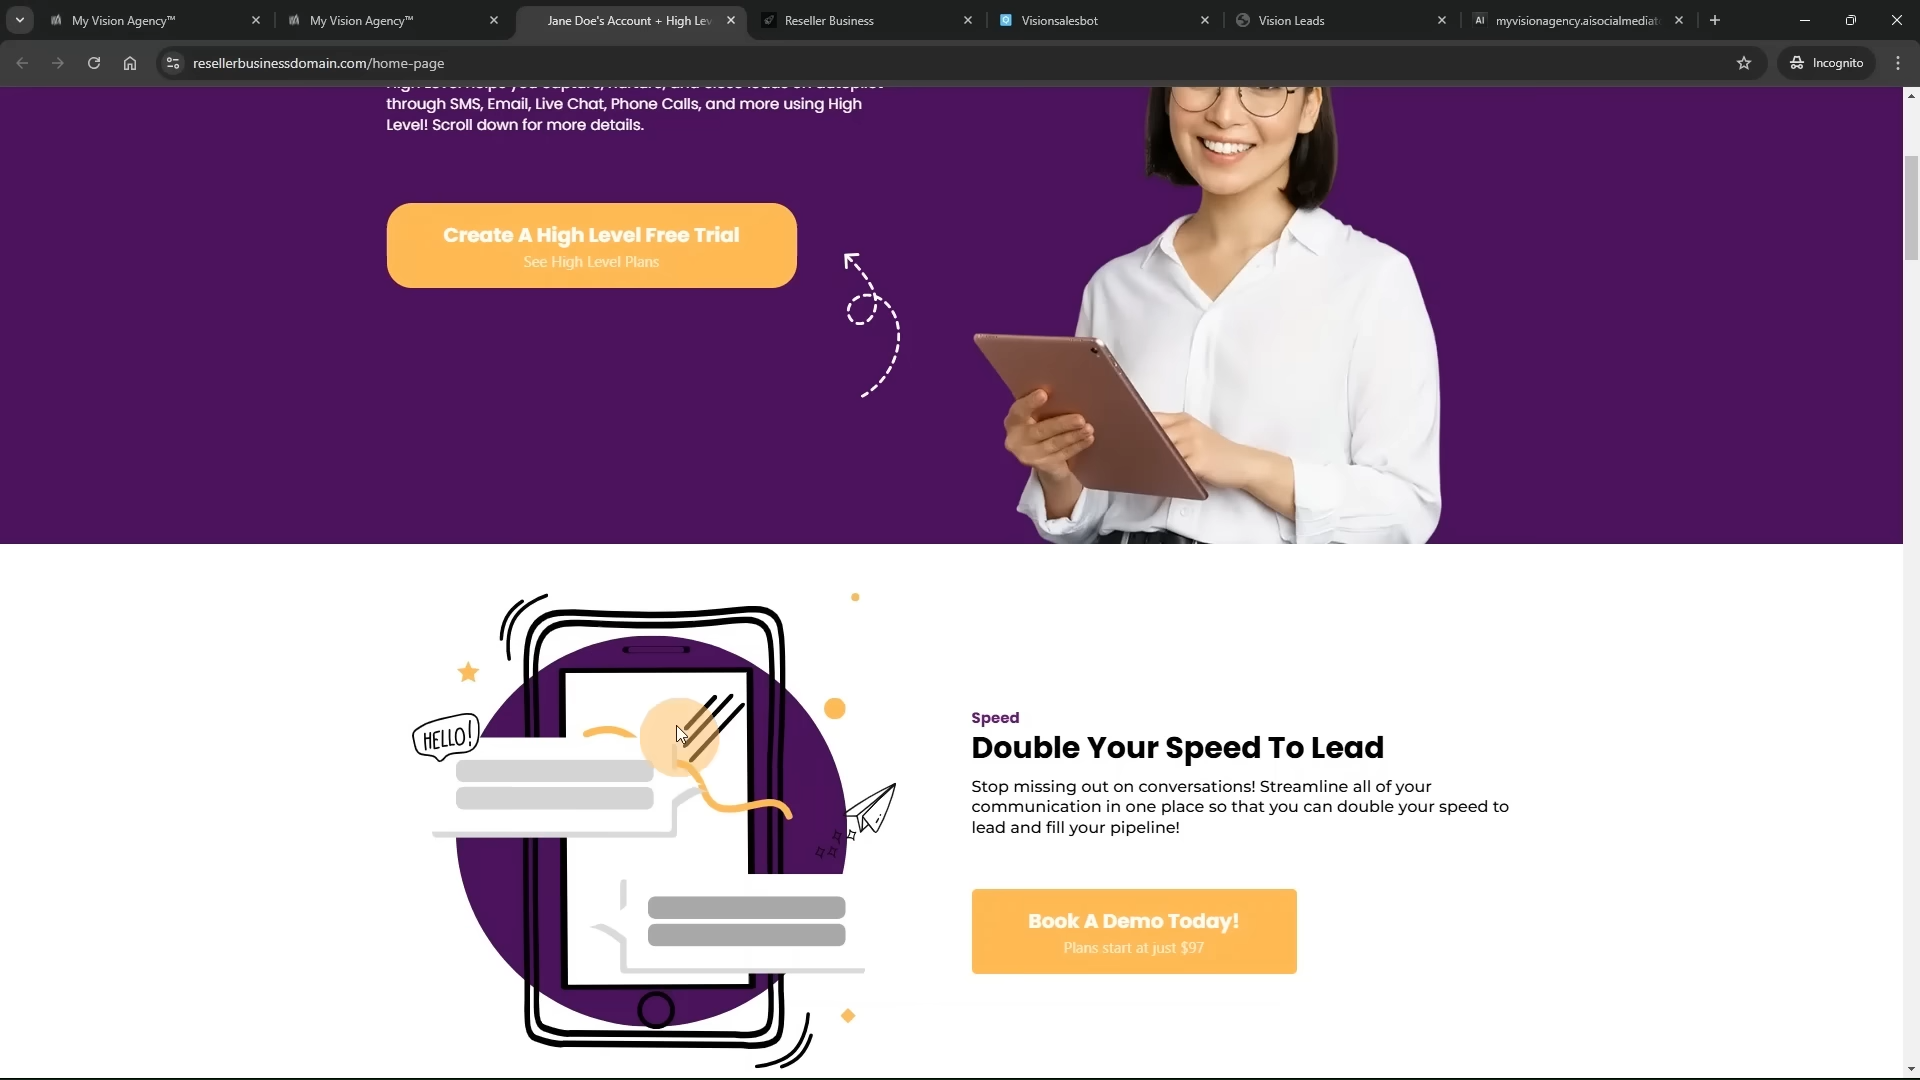 My Vision Agency™
My Vision Agency™
Jane Doe's Account + High Lev
Reseller Business
Visionsalesbot
Vision Leads
AI
myvisionagency.aisocialmediat
resellerbusinessdomain.com/home-page
Incognito
through SMS, Email, Live Chat, Phone Calls, and more using High
Level! Scroll down for more details.
Create A High Level Free Trial
See High Level Plans
HELLO!
Speed
Double Your Speed To Lead
Stop missing out on conversations! Streamline all of your
communication in one place so that you can double your speed to
lead and fill your pipeline!
Book A Demo Today!
Plans start at just $97